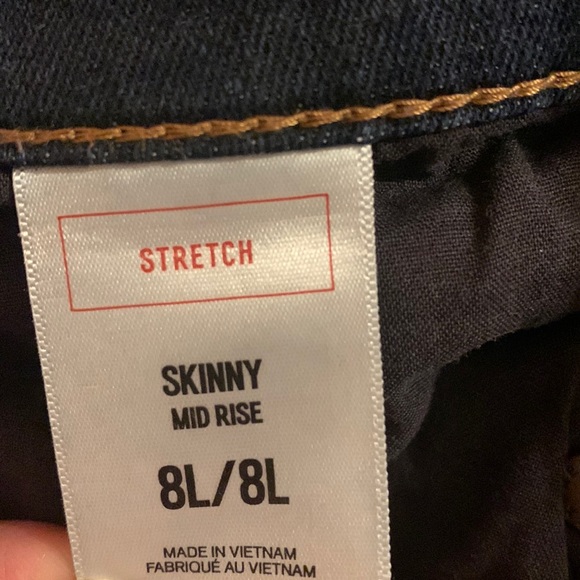 STRETCH
SKINNY
MID RISE
8L/8L
MADE IN VIETNAM
FABRIQUÉ AU VIETNAM